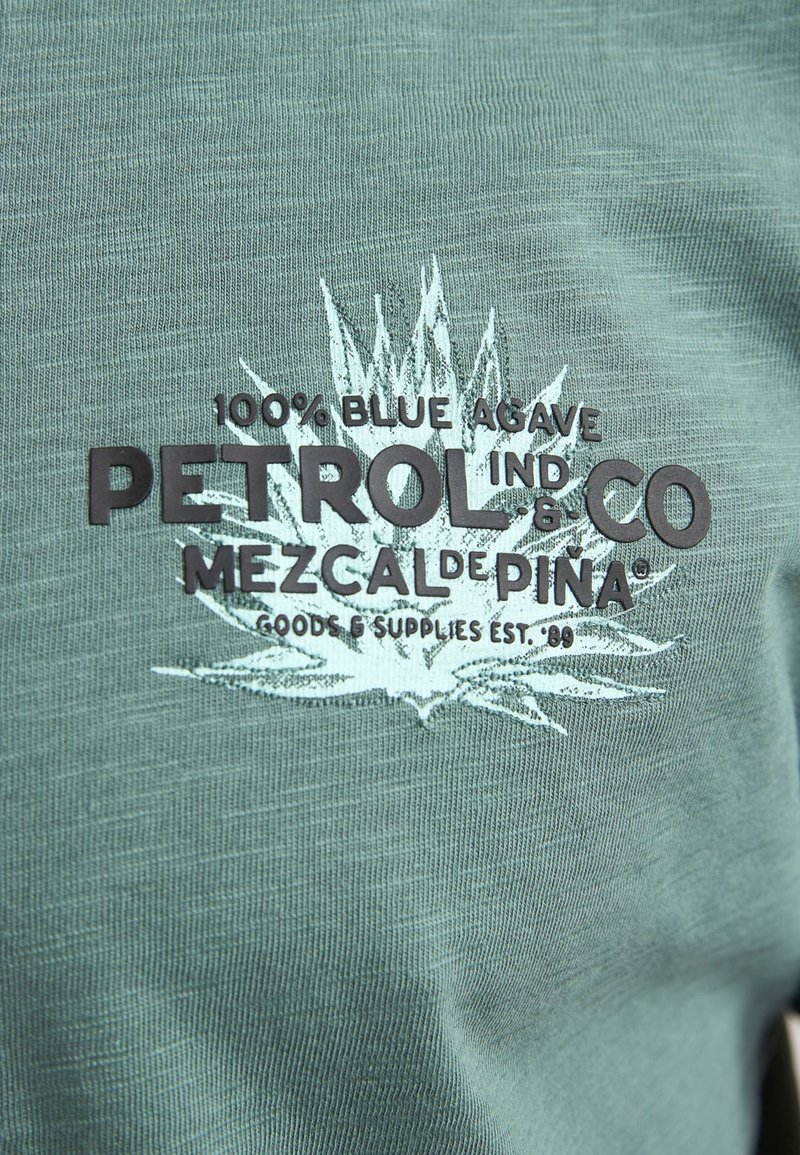 100% BLUE AGAVE
PETROL IND & CO
MEZCAL DE PIÑA®
GOODS & SUPPLIES EST. '89